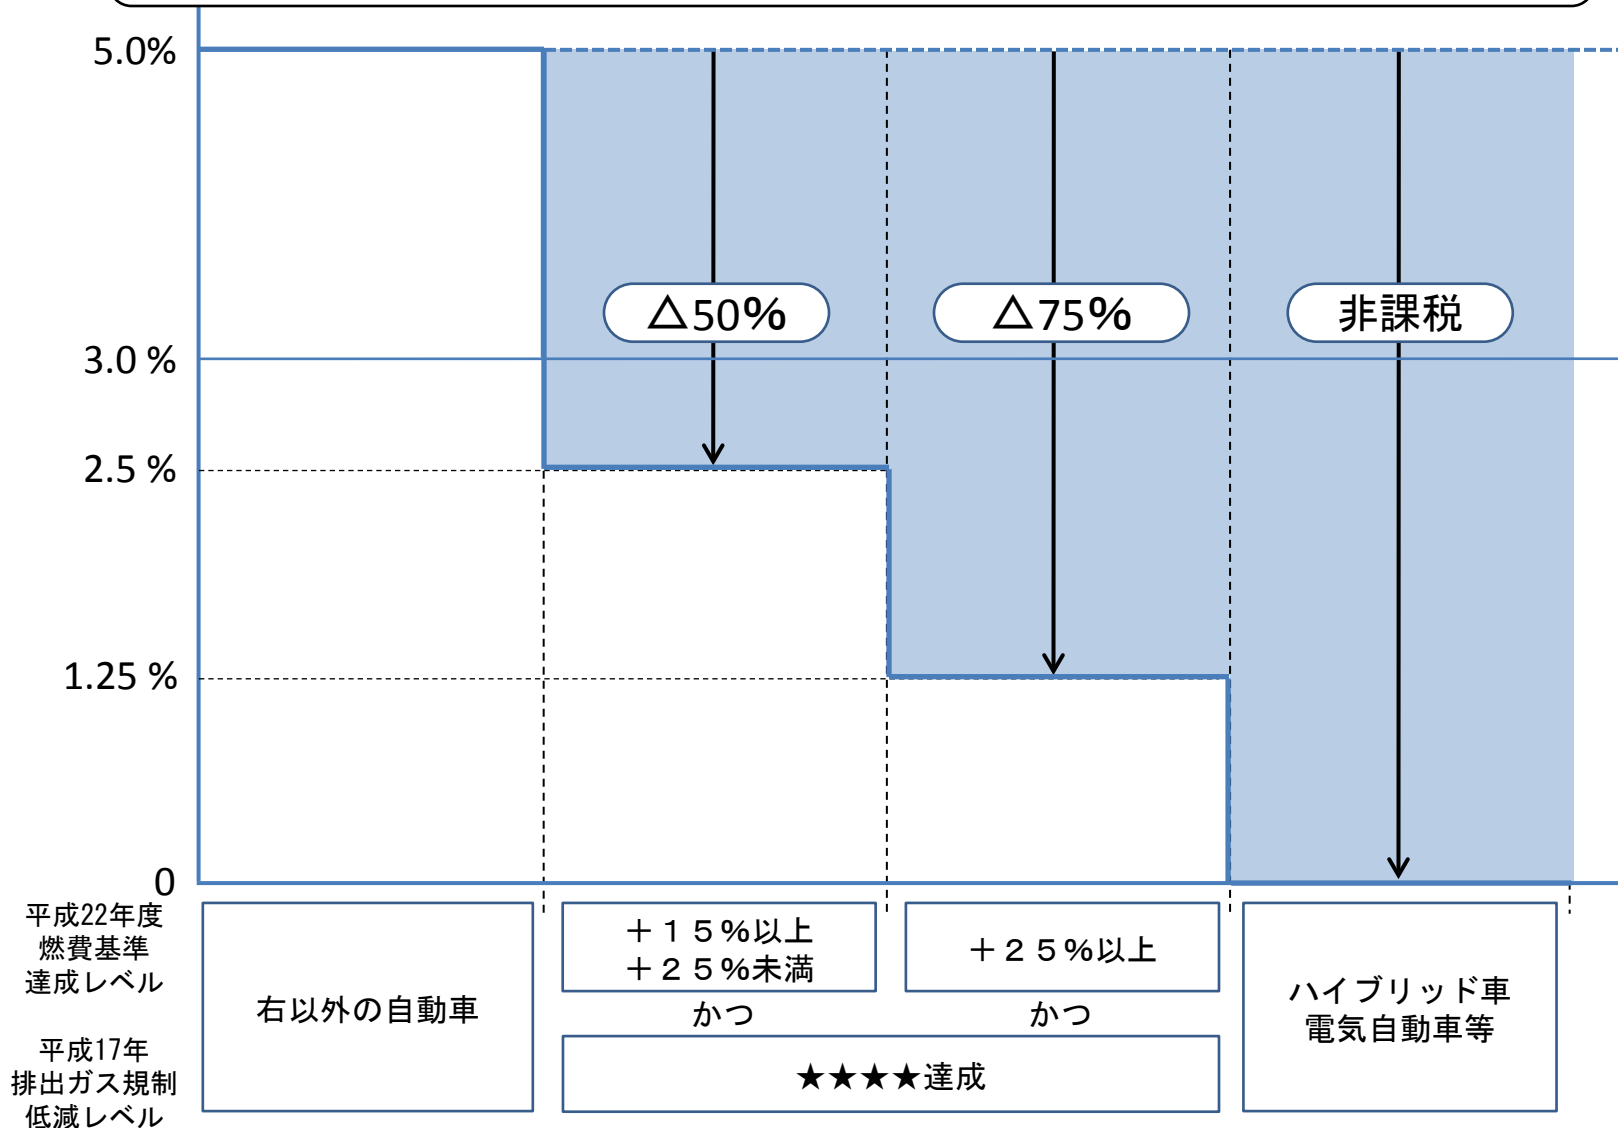 5.0%
△50%
△75%
非課税
3.0 %
2.5 %
1.25 %
0
平成22年度
燃費基準
達成レベル
平成17年
排出ガス規制
低減レベル
右以外の自動車
＋１５%以上
＋２５%未満
かつ
＋２５%以上
かつ
★★★★達成
ハイブリッド車
電気自動車等